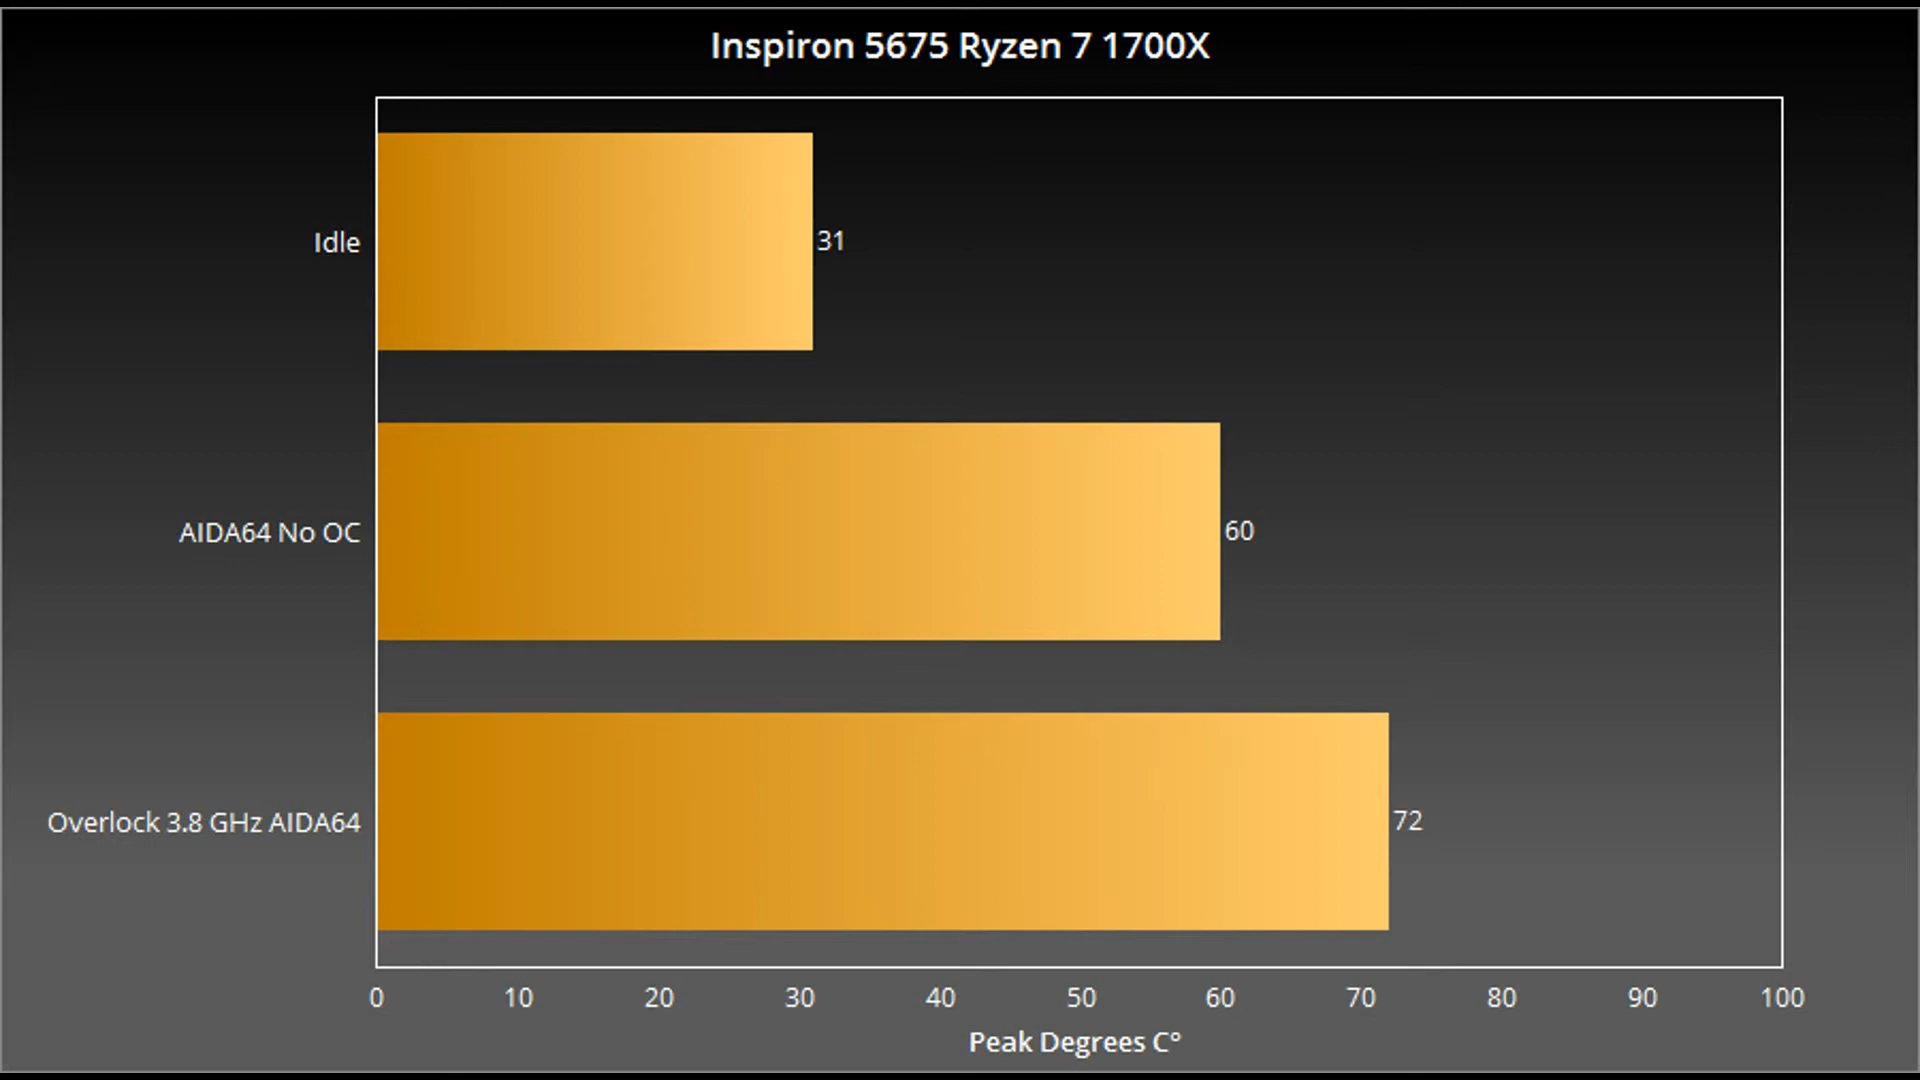 Inspiron 5675 Ryzen 7 1700X
Idle
31
AIDA64 No OC
60
Overlock 3.8 GHz AIDA64
72
0 10 20 30 40 50 60 70 80 90 100
Peak Degrees C°